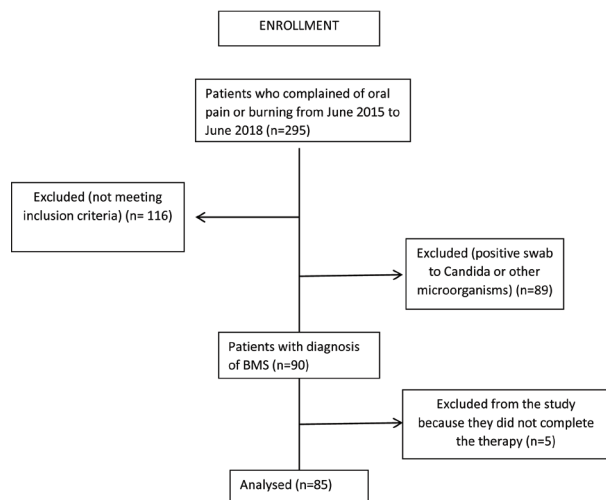 ENROLLMENT
Patients who complained of oral
pain or burning from June 2015 to
June 2018 (n=295)
Excluded (not meeting
inclusion criteria) (n= 116)
Excluded (positive swab
to Candida or other
microorganisms) (n=89)
Patients with diagnosis
of BMS (n=90)
Excluded from the study
because they did not complete
the therapy (n=5)
Analysed (n=85)